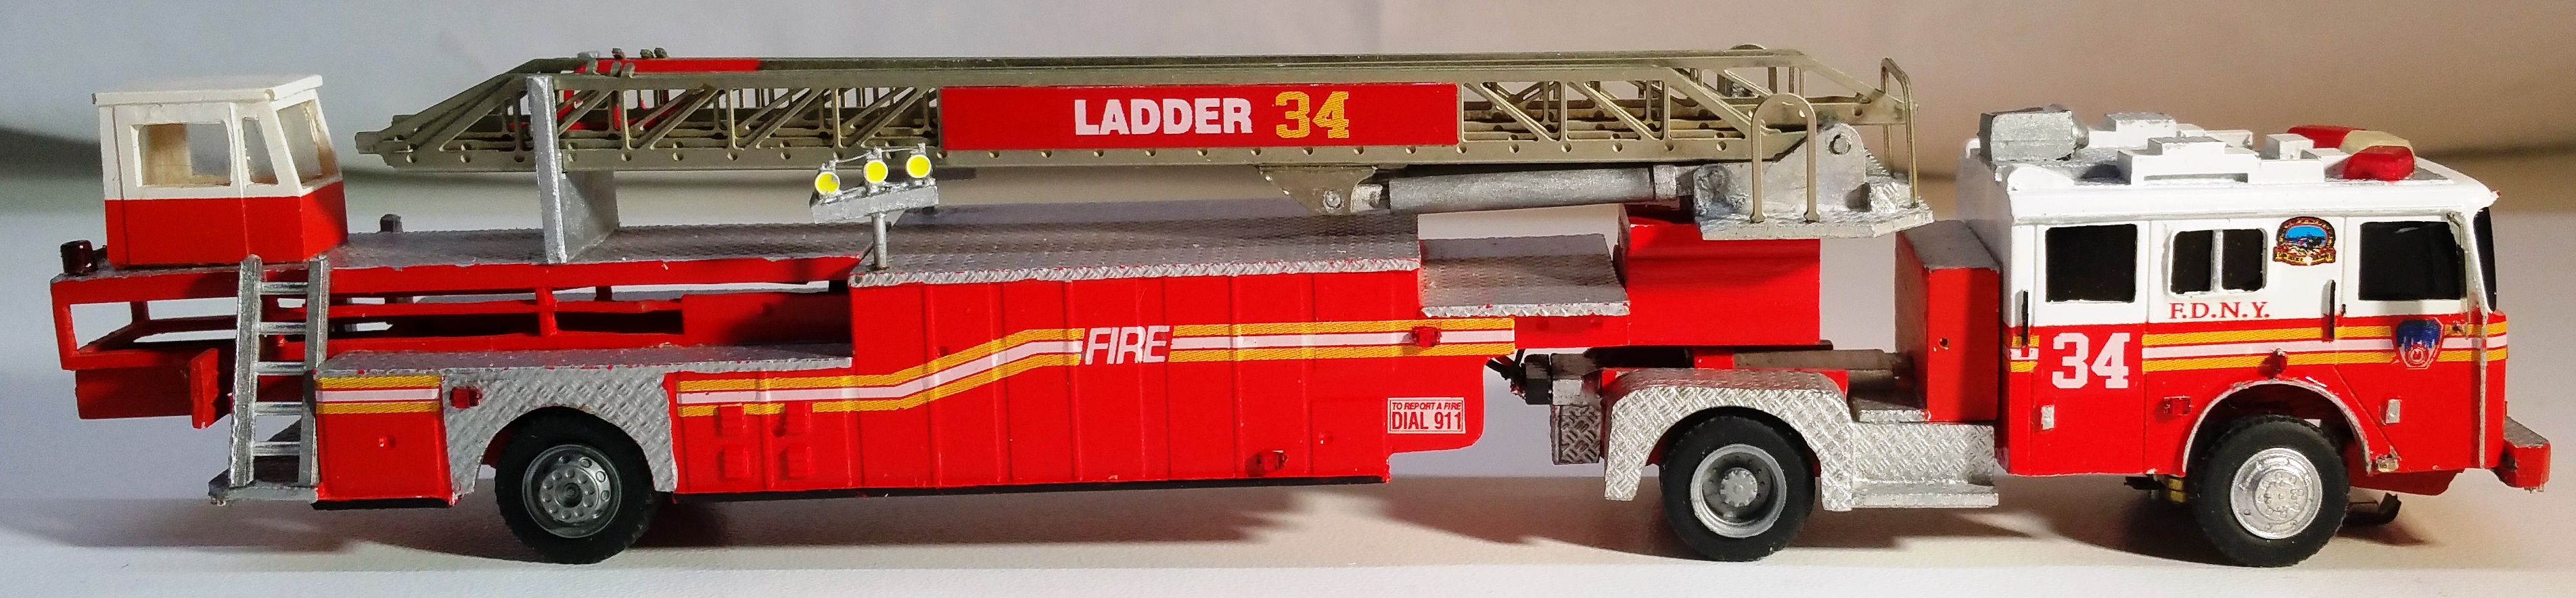 LADDER 34
FIRE
TO REPORT A FIRE
DIAL 911
F.D.N.Y.
34